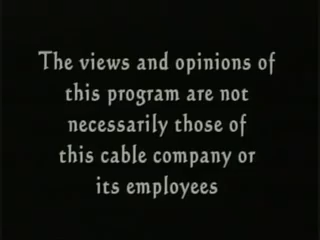 The views and opinions of
this program are not
necessarily those of
this cable company or
its employees